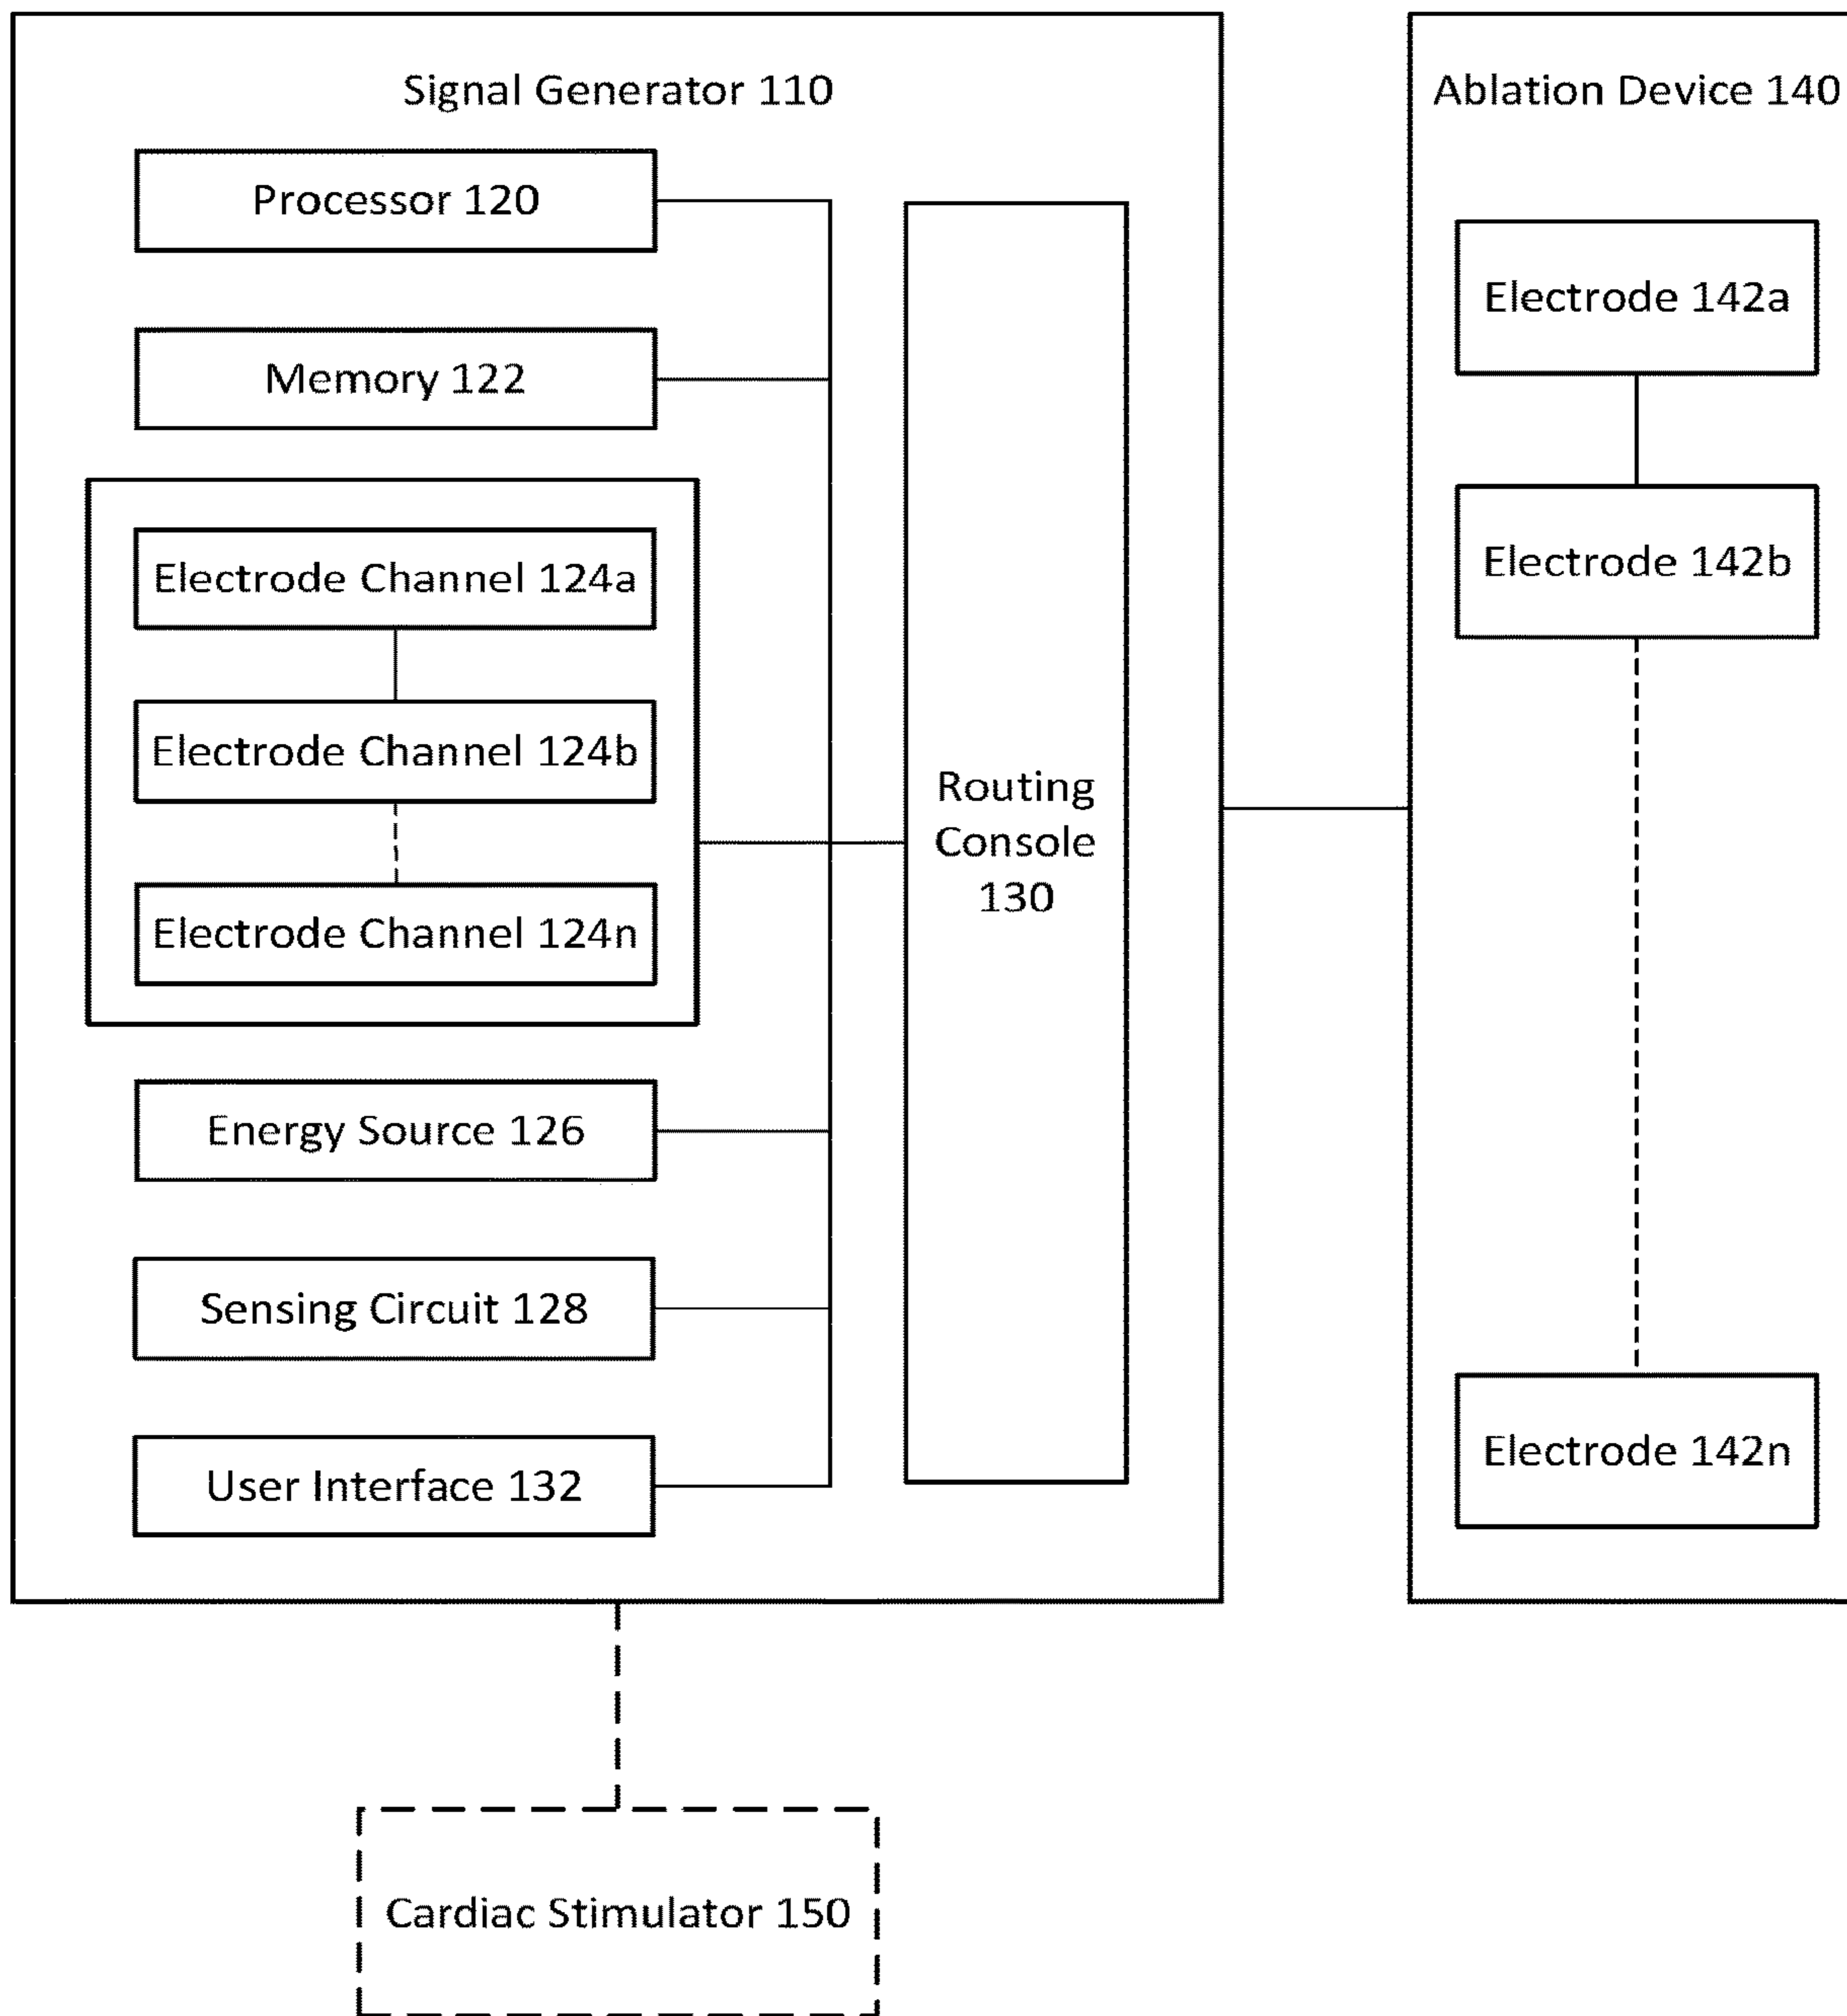 Signal Generator 110
Processor 120
Memory 122
Electrode Channel 124a
Electrode Channel 124b
Electrode Channel 124n
Energy Source 126
Sensing Circuit 128
User Interface 132
Routing
Console
130
Ablation Device 140
Electrode 142a
Electrode 142b
Electrode 142n
Cardiac Stimulator 150